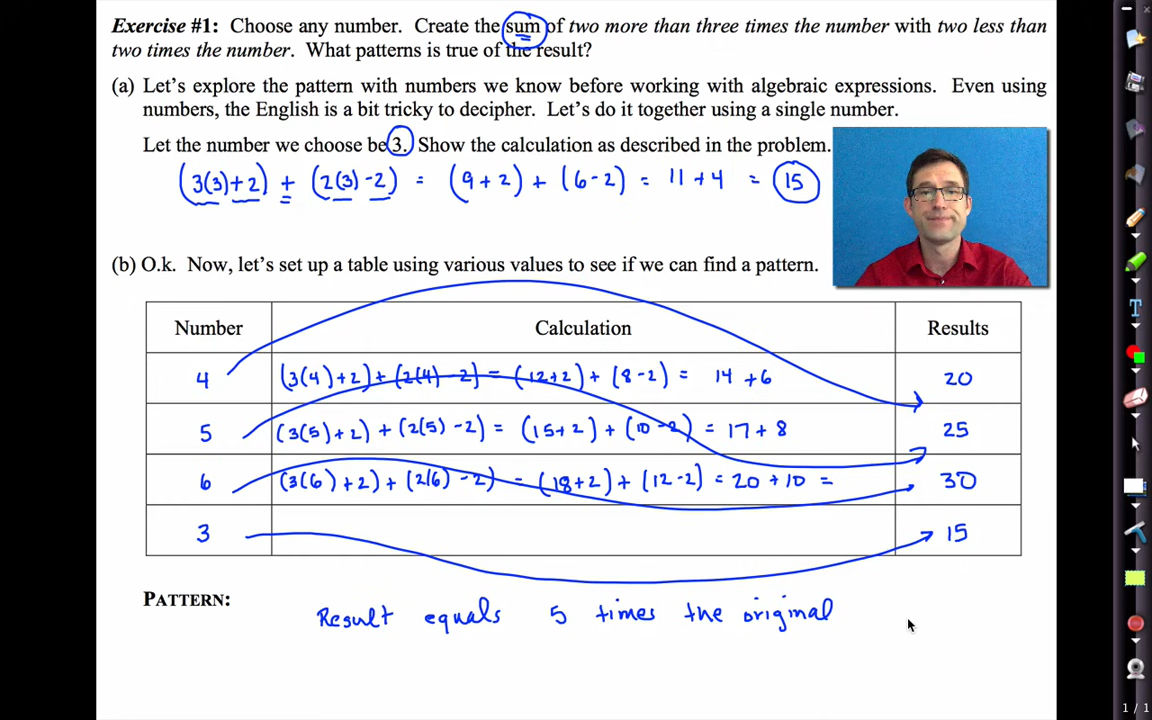 Exercise #1: Choose any number. Create the sum of two more than three times the number with two less than
two times the number. What patterns is true of the result?
(a) Let's explore the pattern with numbers we know before working with algebraic expressions. Even using
numbers, the English is a bit tricky to decipher. Let's do it together using a single number.
Let the number we choose be 3. Show the calculation as described in the problem.
(3(3)+2) + (2(3)-2) = (9+2) + (6-2) = 11+4 = 15
(b) O.k. Now, let's set up a table using various values to see if we can find a pattern.
Number Calculation Results
4 (3(4)+2)+(2(4)-2) = (12+2)+(8-2) = 14+6 20
5 (3(5)+2)+(2(5)-2) = (15+2)+(10-2) = 17+8 25
6 (3(6)+2)+(2(6)-2) = (18+2)+(12-2) = 20+10 = 30
3 15
PATTERN: Result equals 5 times the original
1 / 1